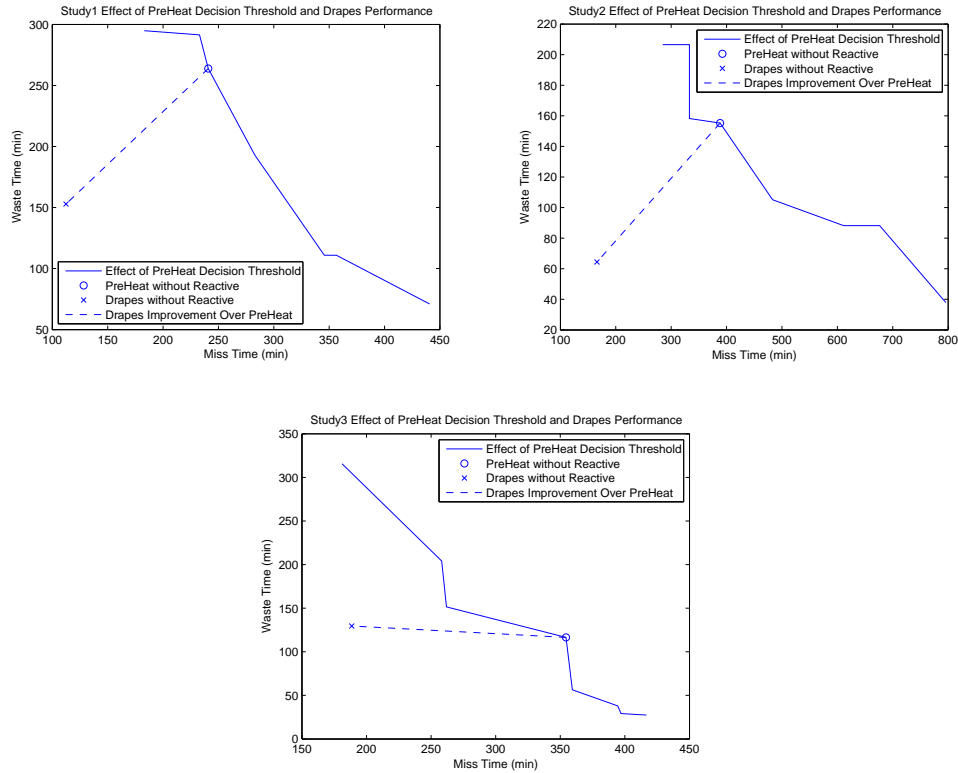 Study1 Effect of PreHeat Decision Threshold and Drapes Performance
300
250
200
150
100
50
Waste Time (min)
Effect of PreHeat Decision Threshold
PreHeat without Reactive
Drapes without Reactive
Drapes Improvement Over PreHeat
100 150 200 250 300 350 400 450
Miss Time (min)
Study2 Effect of PreHeat Decision Threshold and Drapes Performance
220
200
180
160
140
120
100
80
60
40
20
Waste Time (min)
Effect of PreHeat Decision Threshold
PreHeat without Reactive
Drapes without Reactive
Drapes Improvement Over PreHeat
100 200 300 400 500 600 700 800
Miss Time (min)
Study3 Effect of PreHeat Decision Threshold and Drapes Performance
350
300
250
200
150
100
50
0
Waste Time (min)
Effect of PreHeat Decision Threshold
PreHeat without Reactive
Drapes without Reactive
Drapes Improvement Over PreHeat
150 200 250 300 350 400 450
Miss Time (min)